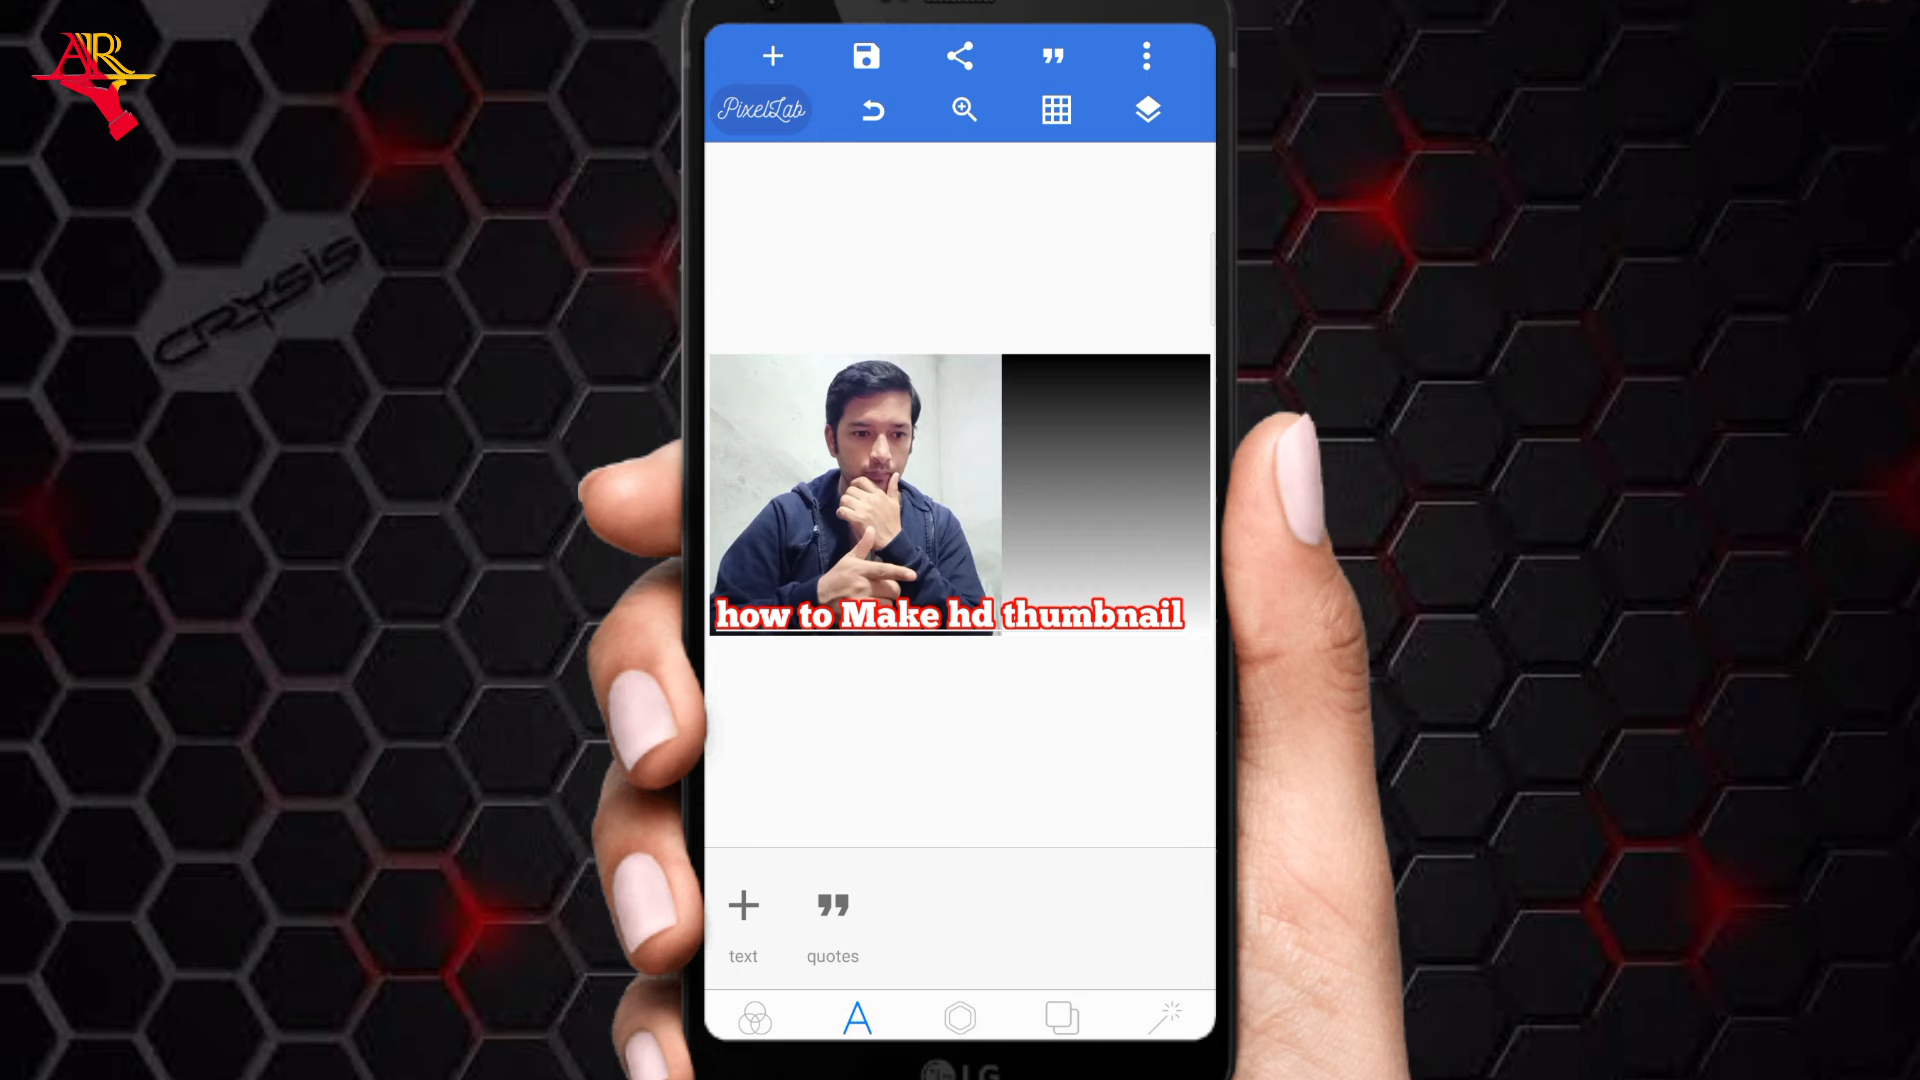 AR
CRYSIS
PixelLab
how to Make hd thumbnail
text
quotes
A
LG